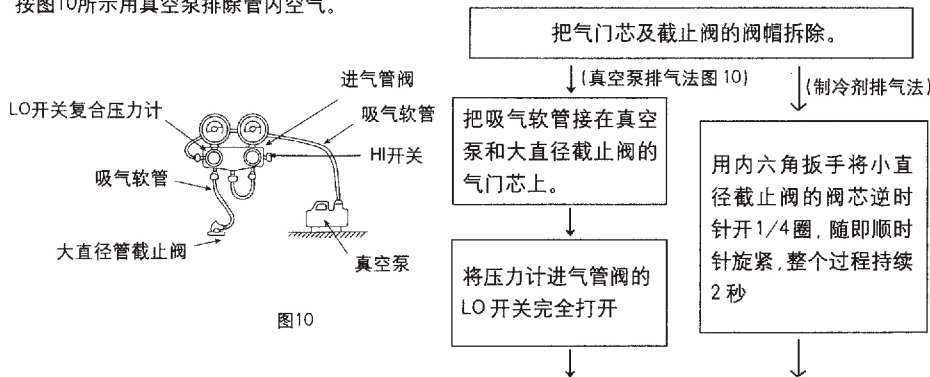 按图10所示用真空泵排除管内空气。
进气管阀
LO开关复合压力计
吸气软管
HI开关
吸气软管
大直径管截止阀
真空泵
图10
把气门芯及截止阀的阀帽拆除。
(真空泵排气法图10)
(制冷剂排气法)
把吸气软管接在真空
泵和大直径截止阀的
气门芯上。
将压力计进气管阀的
LO开关完全打开
用内六角扳手将小直
径截止阀的阀芯逆时
针开1/4圈,随即顺时
针旋紧,整个过程持续
2秒